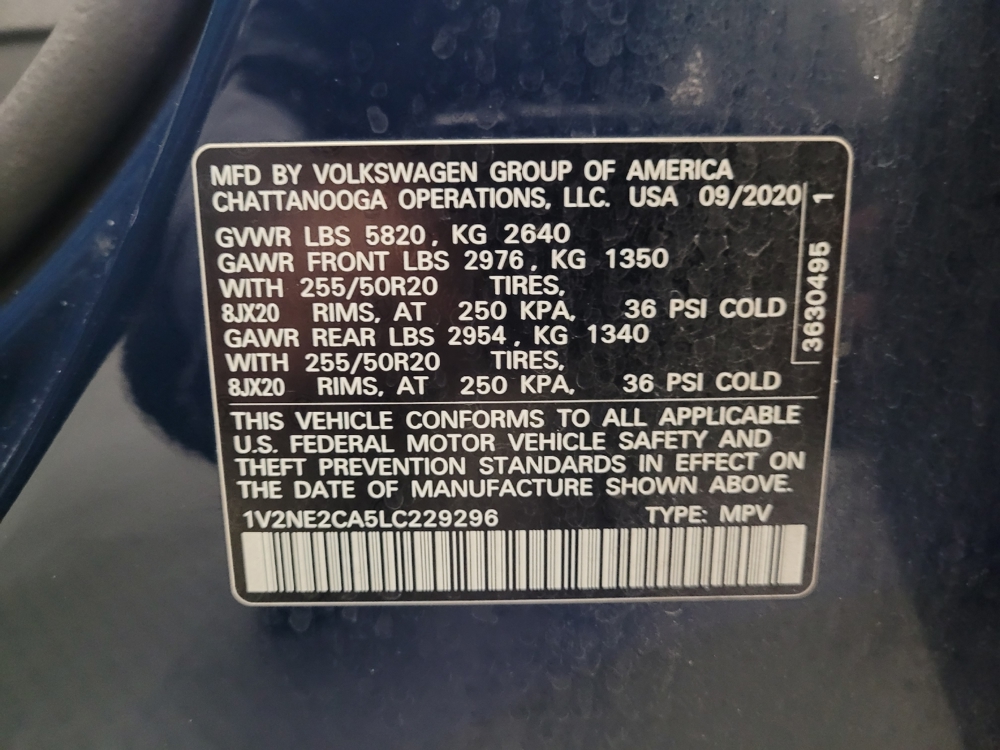 MFD BY VOLKSWAGEN GROUP OF AMERICA
CHATTANOOGA OPERATIONS, LLC. USA 09/2020
GVWR LBS 5820, KG 2640
GAWR FRONT LBS 2976, KG 1350
WITH 255/50R20 TIRES,
8JX20 RIMS, AT 250 KPA, 36 PSI COLD
GAWR REAR LBS 2954, KG 1340
WITH 255/50R20 TIRES,
8JX20 RIMS, AT 250 KPA, 36 PSI COLD
3630495 1
THIS VEHICLE CONFORMS TO ALL APPLICABLE
U.S. FEDERAL MOTOR VEHICLE SAFETY AND
THEFT PREVENTION STANDARDS IN EFFECT ON
THE DATE OF MANUFACTURE SHOWN ABOVE.
1V2NE2CA5LC229296 TYPE: MPV